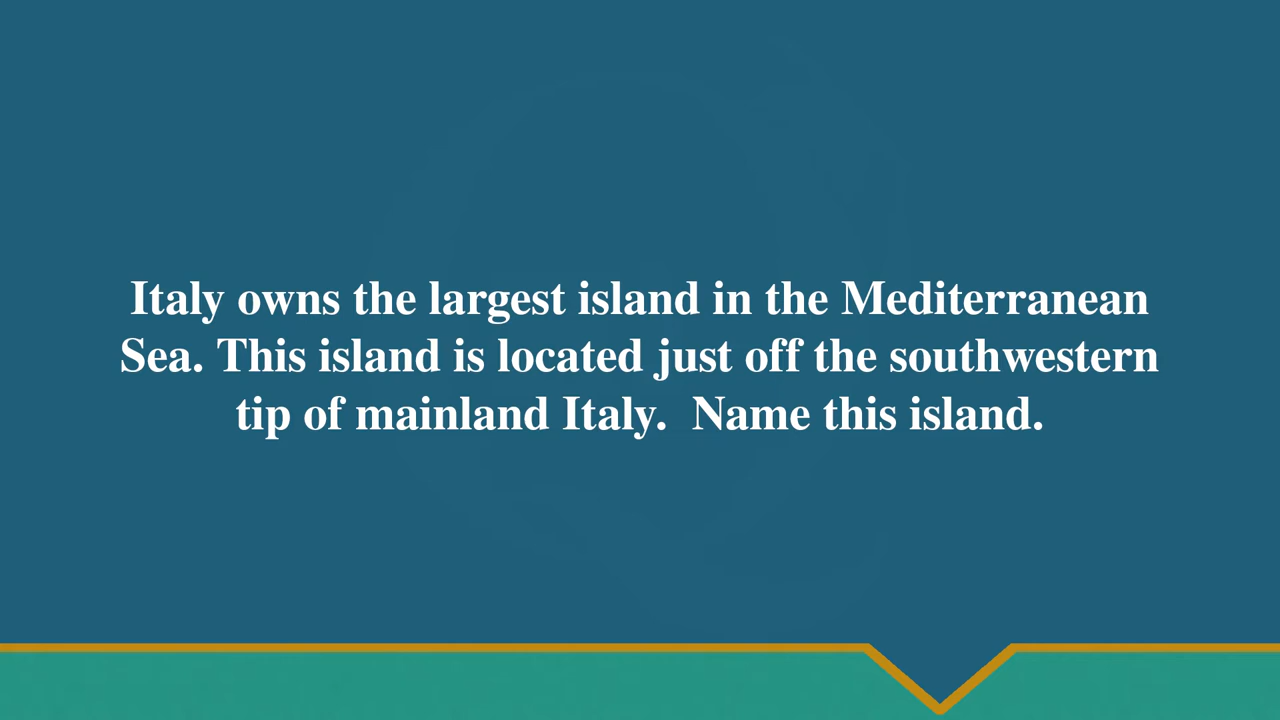 Italy owns the largest island in the Mediterranean
Sea. This island is located just off the southwestern
tip of mainland Italy.  Name this island.